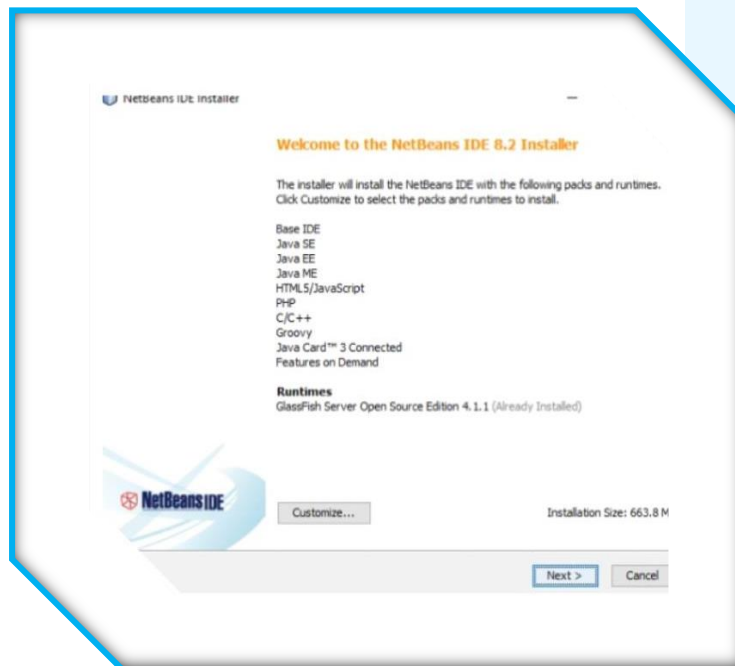 NetBeans IDE Installer
Welcome to the NetBeans IDE 8.2 Installer
The installer will install the NetBeans IDE with the following packs and runtimes.
Click Customize to select the packs and runtimes to install.
Base IDE
Java SE
Java EE
Java ME
HTML5/JavaScript
PHP
C/C++
Groovy
Java Card™ 3 Connected
Features on Demand
Runtimes
GlassFish Server Open Source Edition 4.1.1 (Already Installed)
NetBeans IDE
Customize...
Installation Size: 663.8 M
Next >
Cancel